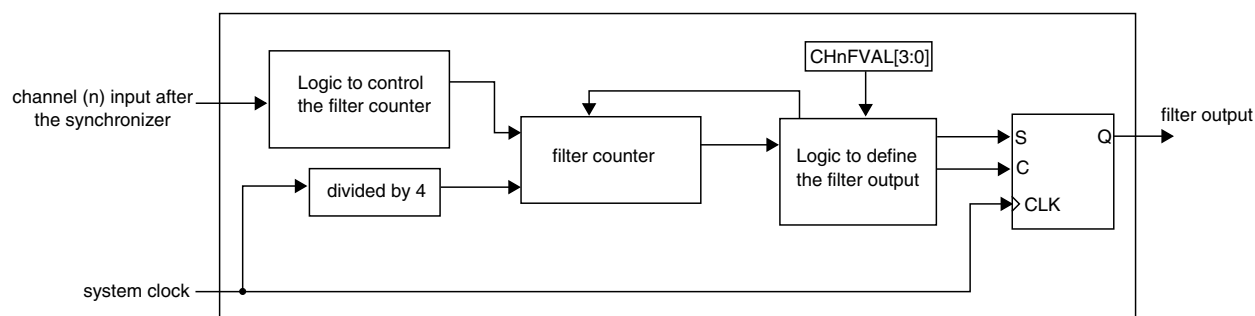 CHnFVAL[3:0]
Logic to control
the filter counter
channel (n) input after
the synchronizer
filter output
S
Q
filter counter
Logic to define
the filter output
C
divided by 4
CLK
system clock